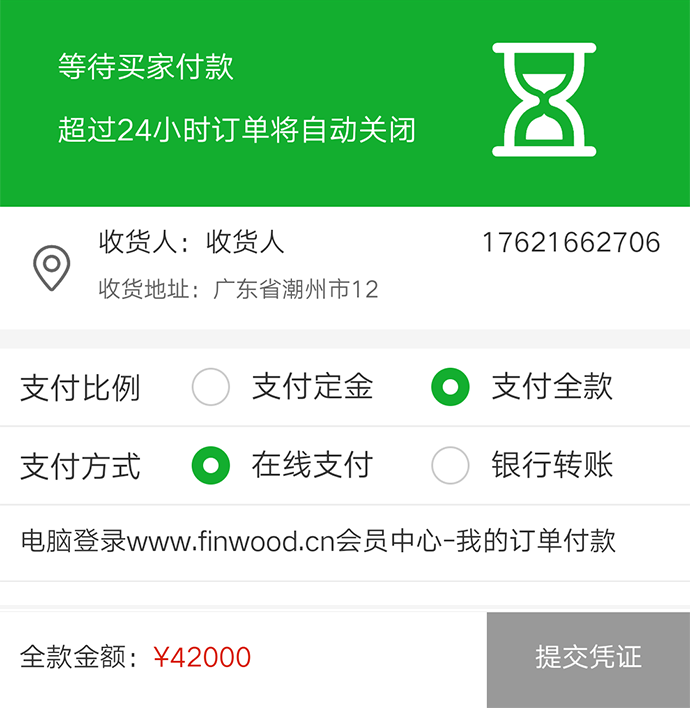 等待买家付款
超过24小时订单将自动关闭
收货人：收货人 17621662706
收货地址：广东省潮州市12
支付比例 支付定金 支付全款
支付方式 在线支付 银行转账
电脑登录www.finwood.cn会员中心-我的订单付款
全款金额：¥42000 提交凭证